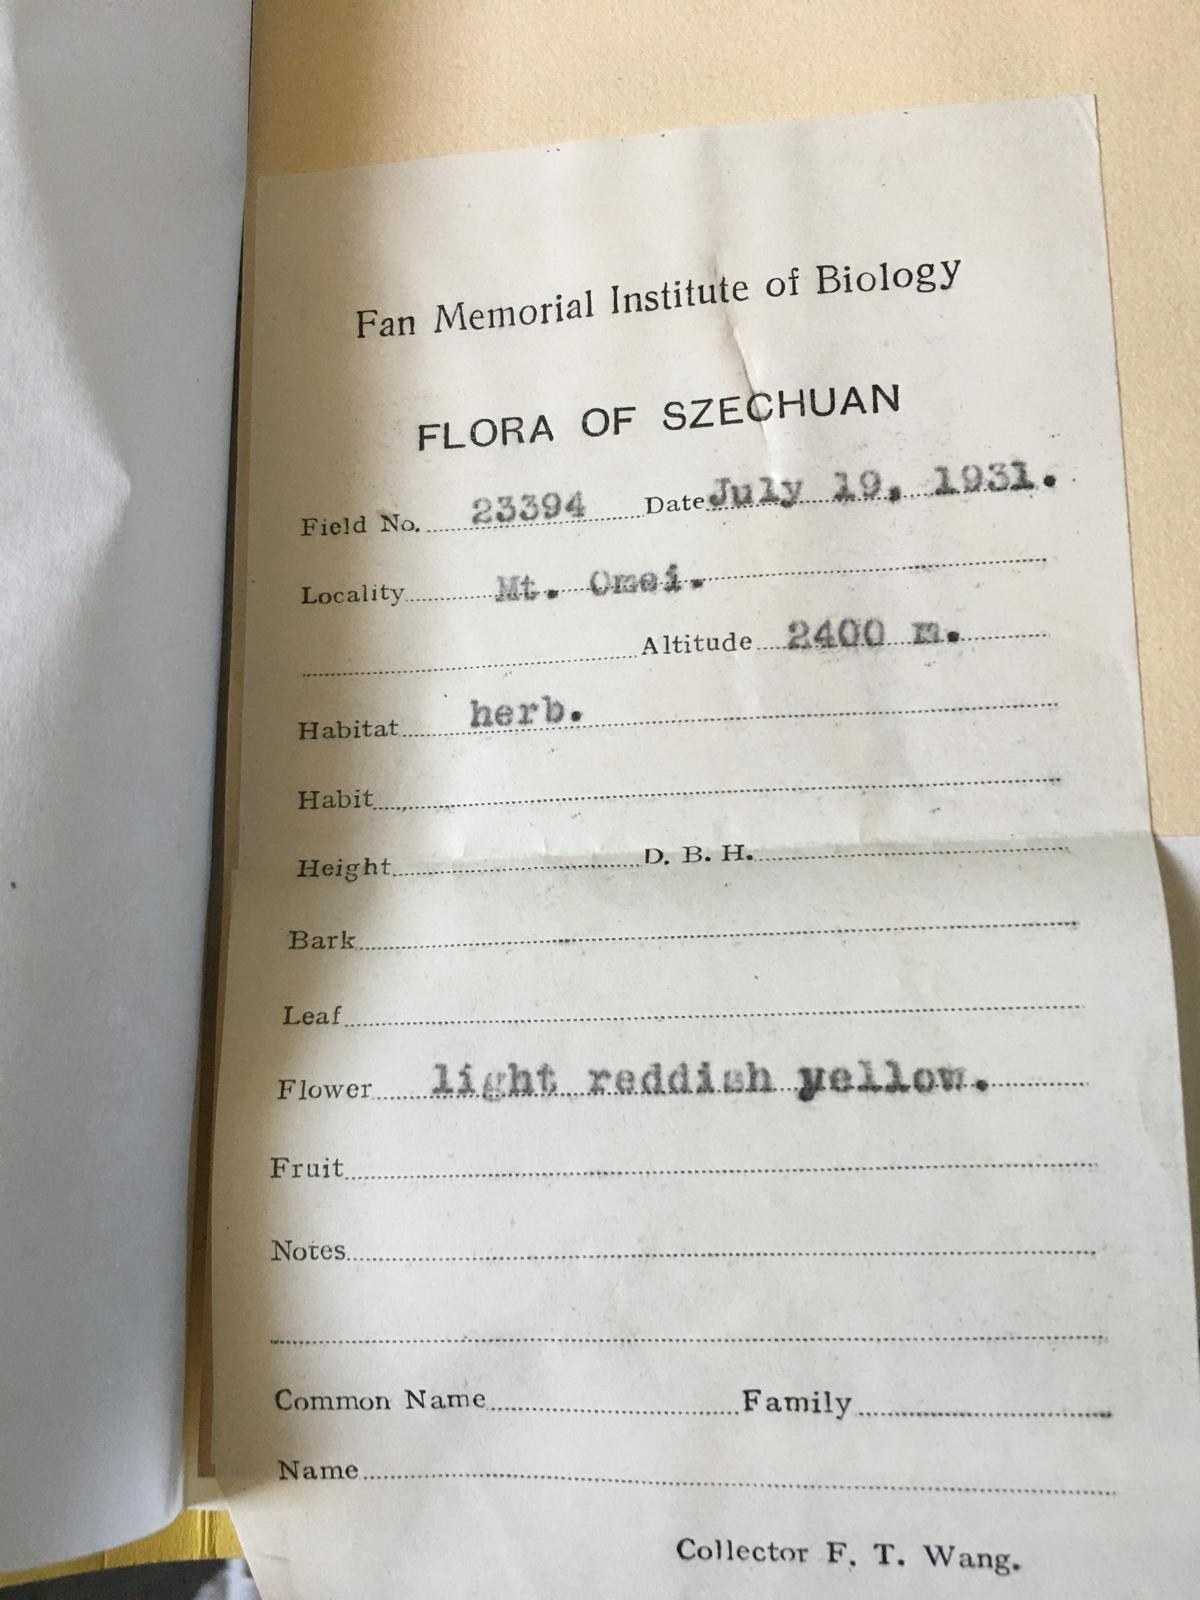 Fan Memorial Institute of Biology
FLORA OF SZECHUAN
Field No. 23394 Date July 19, 1931.
Locality Mt. Omei.
Altitude 2400 m.
Habitat herb.
Habit
Height D. B. H.
Bark
Leaf
Flower light reddish yellow.
Fruit
Notes
Common Name Family
Name
Collector F. T. Wang.